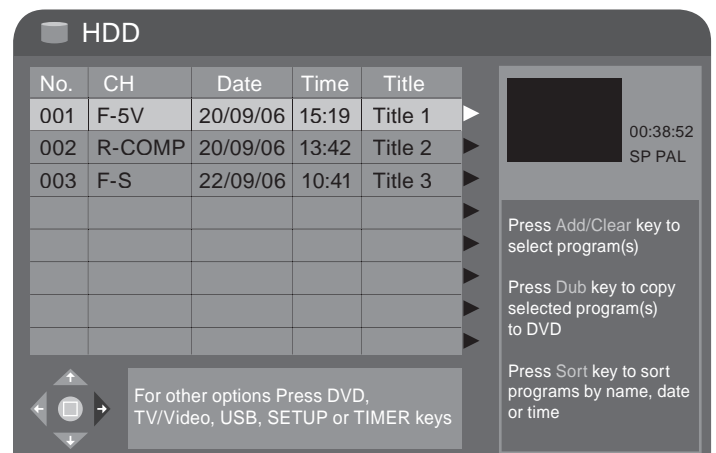 HDD
No. CH Date Time Title
001 F-5V 20/09/06 15:19 Title 1
002 R-COMP 20/09/06 13:42 Title 2
003 F-S 22/09/06 10:41 Title 3
00:38:52
SP PAL
Press Add/Clear key to
select program(s)
Press Dub key to copy
selected program(s)
to DVD
Press Sort key to sort
programs by name, date
or time
For other options Press DVD,
TV/Video, USB, SETUP or TIMER keys